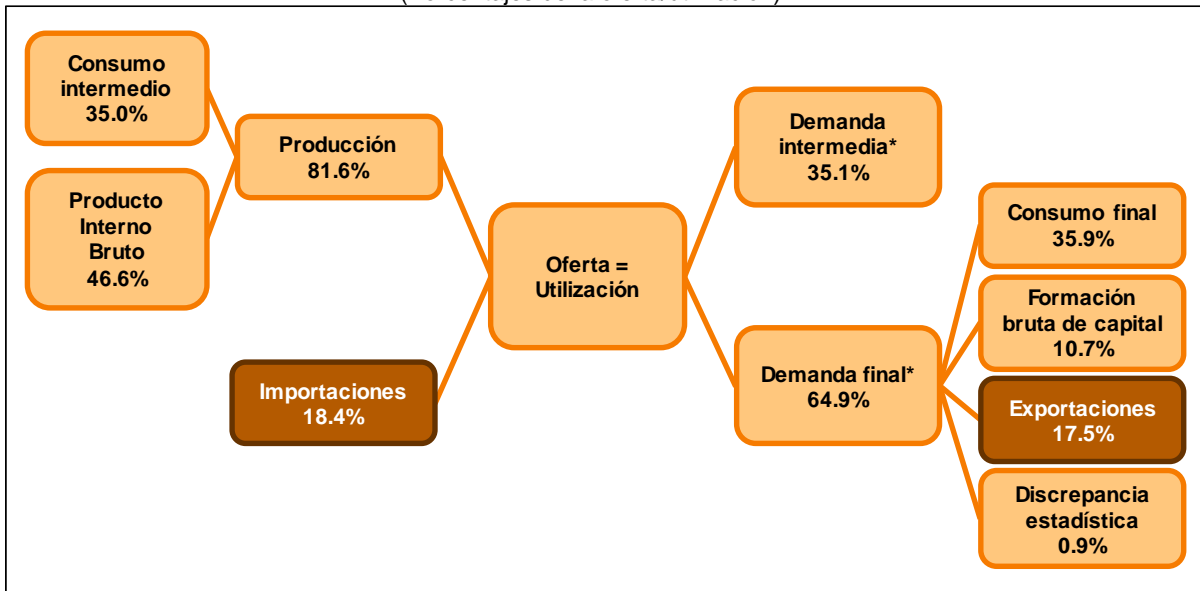 Consumo
intermedio
35.0%
Producto
Interno
Bruto
46.6%
Producción
81.6%
Importaciones
18.4%
Oferta =
Utilización
Demanda
intermedia*
35.1%
Demanda final*
64.9%
Consumo final
35.9%
Formación
bruta de capital
10.7%
Exportaciones
17.5%
Discrepancia
estadística
0.9%